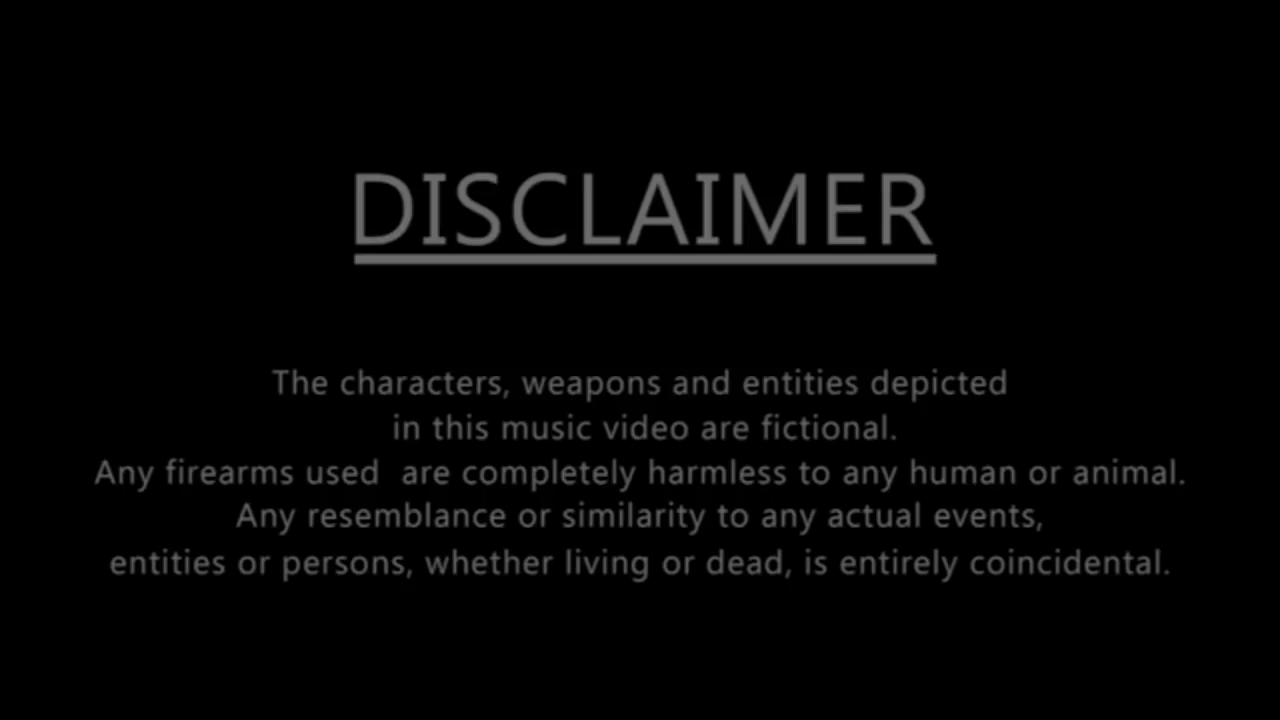 DISCLAIMER
The characters, weapons and entities depicted
in this music video are fictional.
Any firearms used  are completely harmless to any human or animal.
Any resemblance or similarity to any actual events,
entities or persons, whether living or dead, is entirely coincidental.